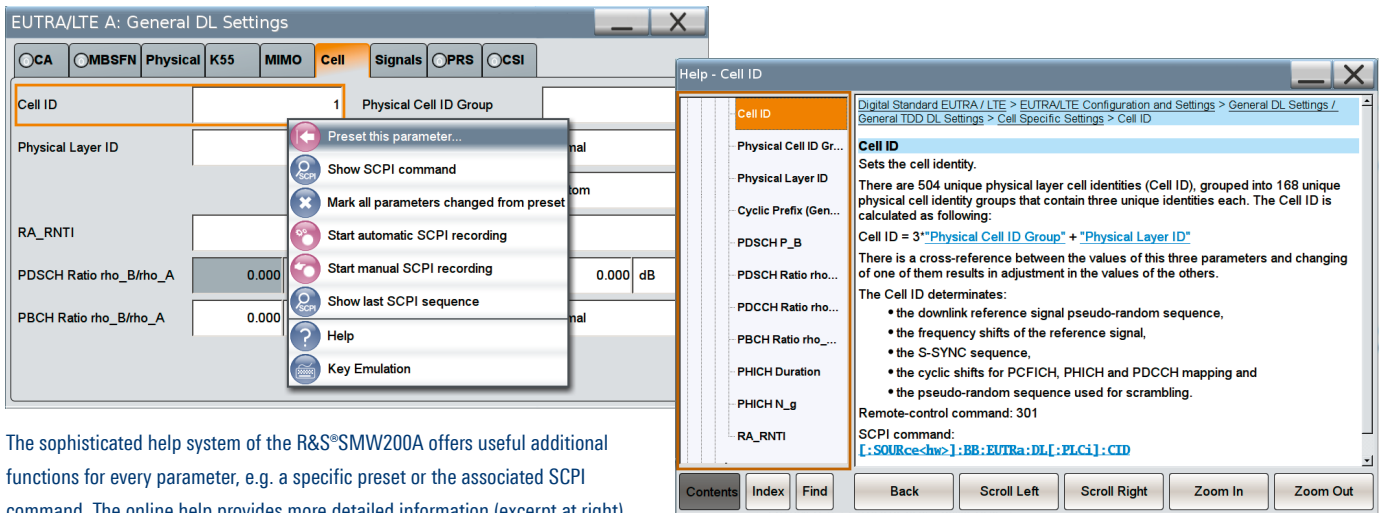 EUTRA/LTE A: General DL Settings
CA MBSFN Physical K55 MIMO Cell Signals PRS CSI
Cell ID 1 Physical Cell ID Group
Physical Layer ID
RA_RNTI
PDSCH Ratio rho_B/rho_A 0.000 0.000 dB
PBCH Ratio rho_B/rho_A 0.000
Preset this parameter...
Show SCPI command
Mark all parameters changed from preset
Start automatic SCPI recording
Start manual SCPI recording
Show last SCPI sequence
Help
Key Emulation
The sophisticated help system of the R&S®SMW200A offers useful additional
functions for every parameter, e.g. a specific preset or the associated SCPI
command. The online help provides more detailed information (excerpt at right)
Help - Cell ID
Cell ID
Physical Cell ID Gr...
Physical Layer ID
Cyclic Prefix (Gen...
PDSCH P_B
PDSCH Ratio rho...
PDCCH Ratio rho...
PBCH Ratio rho_...
PHICH Duration
PHICH N_g
RA_RNTI
Digital Standard EUTRA / LTE > EUTRA/LTE Configuration and Settings > General DL Settings /
General TDD DL Settings > Cell Specific Settings > Cell ID
Cell ID
Sets the cell identity.
There are 504 unique physical layer cell identities (Cell ID), grouped into 168 unique
physical cell identity groups that contain three unique identities each. The Cell ID is
calculated as following:
Cell ID = 3*"Physical Cell ID Group" + "Physical Layer ID"
There is a cross-reference between the values of this three parameters and changing
of one of them results in adjustment in the values of the others.
The Cell ID determinates:
• the downlink reference signal pseudo-random sequence,
• the frequency shifts of the reference signal,
• the S-SYNC sequence,
• the cyclic shifts for PCFICH, PHICH and PDCCH mapping and
• the pseudo-random sequence used for scrambling.
Remote-control command: 301
SCPI command:
[:SOURce<hw>]:BB:EUTRa:DL[:PLCi]:CID
Contents Index Find Back Scroll Left Scroll Right Zoom In Zoom Out